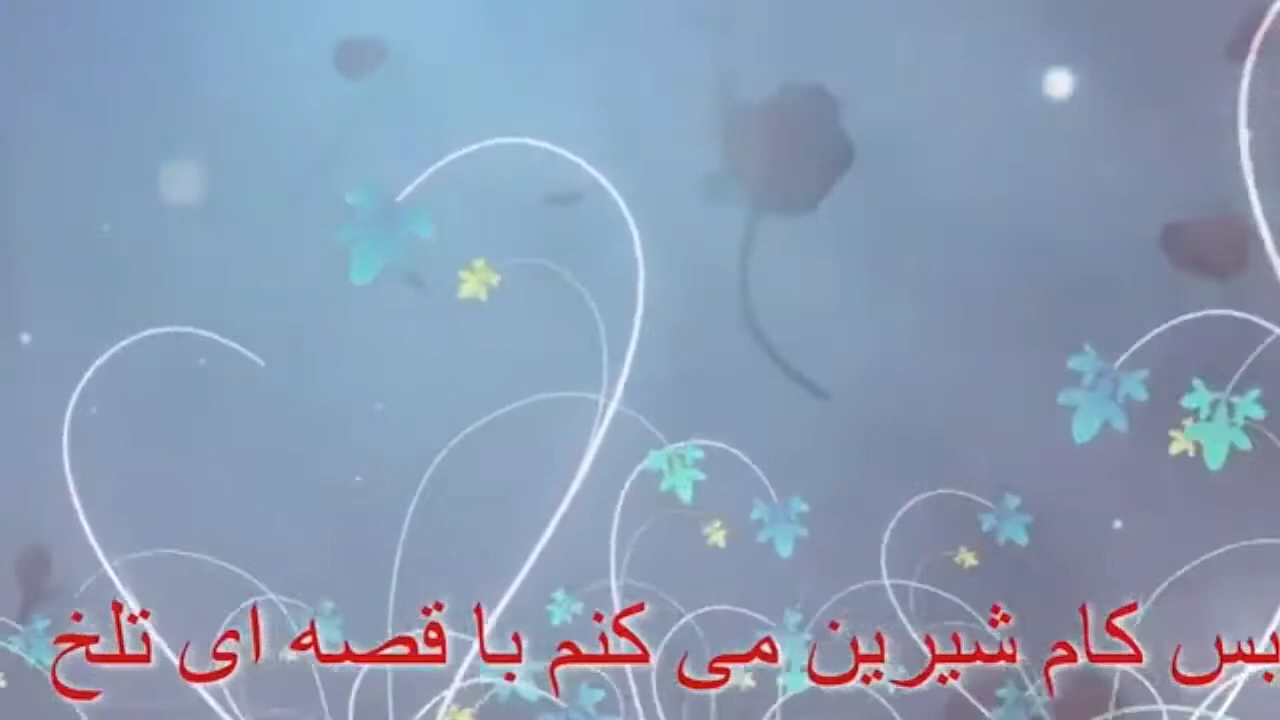 بس کام شیرین می کنم با قصه ای تلخ